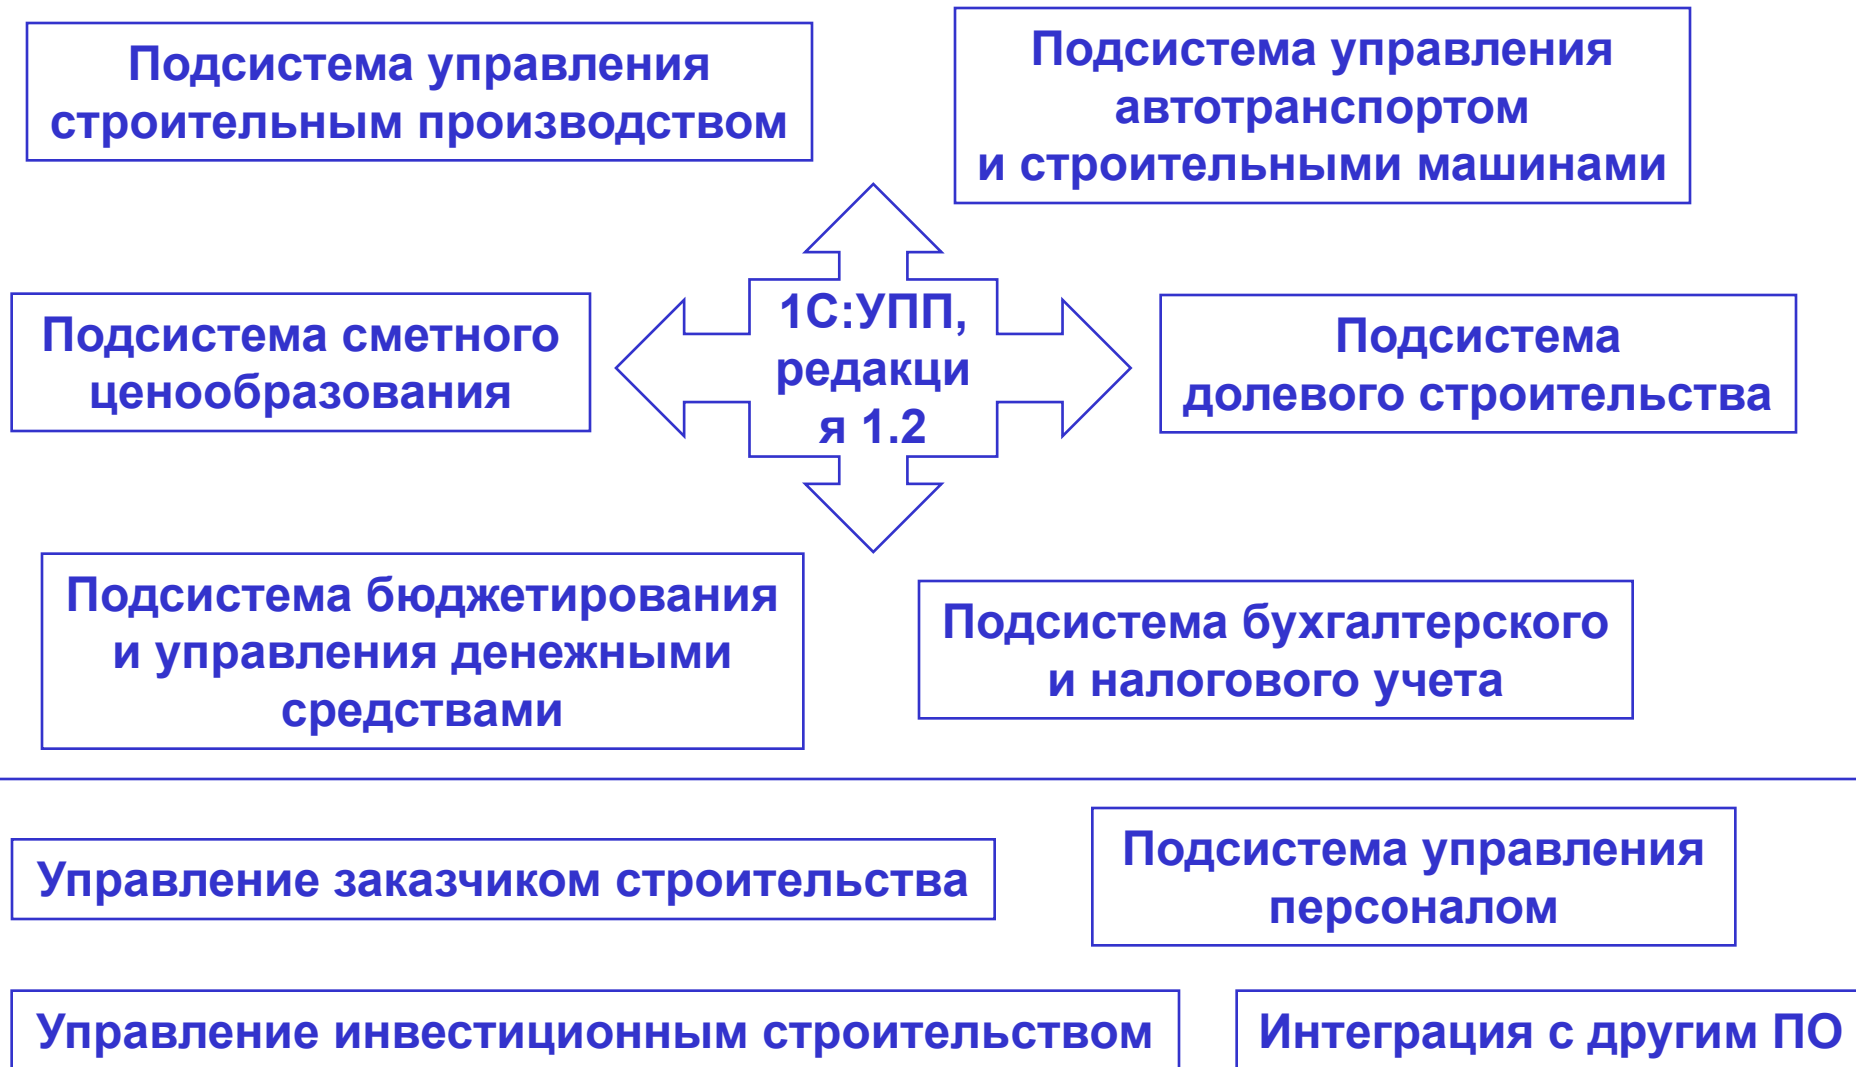 Подсистема управления
строительным производством
Подсистема управления
автотранспортом
и строительными машинами
Подсистема сметного
ценообразования
1С:УПП,
редакци
я 1.2
Подсистема
долевого строительства
Подсистема бюджетирования
и управления денежными
средствами
Подсистема бухгалтерского
и налогового учета
Управление заказчиком строительства
Подсистема управления
персоналом
Управление инвестиционным строительством
Интеграция с другим ПО